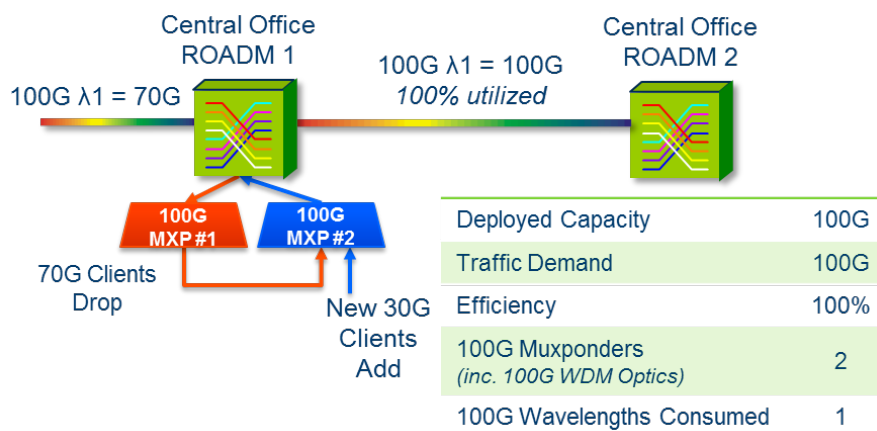 Central Office
ROADM 1
Central Office
ROADM 2
100G λ1 = 70G
100G λ1 = 100G
100% utilized
100G
MXP #1
100G
MXP #2
70G Clients
Drop
New 30G
Clients
Add
Deployed Capacity 100G
Traffic Demand 100G
Efficiency 100%
100G Muxponders
(inc. 100G WDM Optics) 2
100G Wavelengths Consumed 1